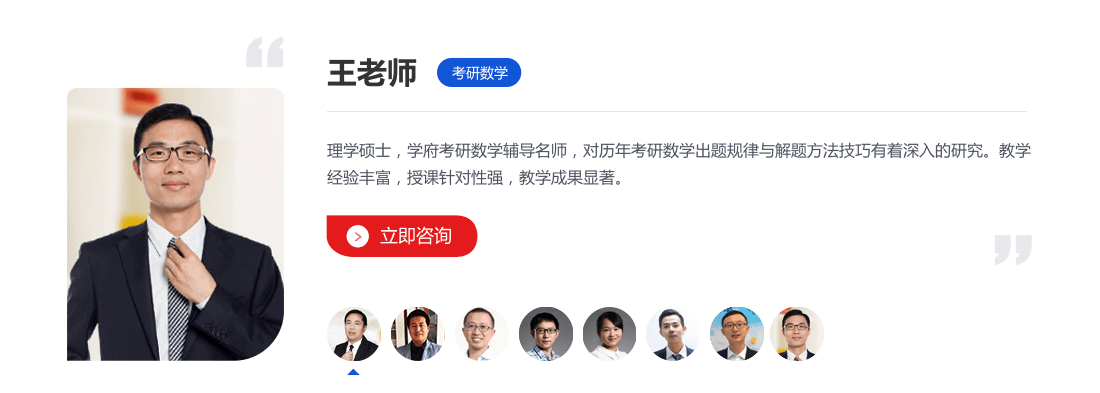 王老师
考研数学
理学硕士，学府考研数学辅导名师，对历年考研数学出题规律与解题方法技巧有着深入的研究。教学
经验丰富，授课针对性强，教学成果显著。
立即咨询